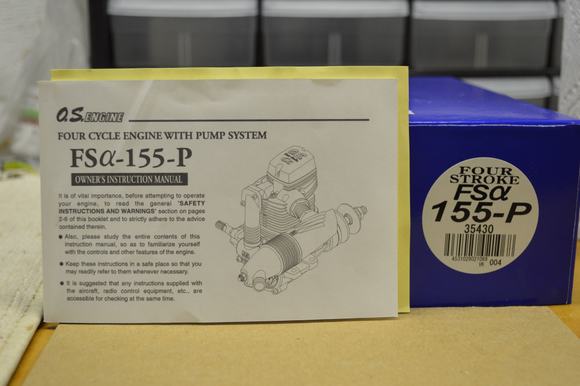 O.S. ENGINE
FOUR CYCLE ENGINE WITH PUMP SYSTEM
FSα-155-P
OWNER'S INSTRUCTION MANUAL
It is of vital importance, before attempting to operate
your engine, to read the general 'SAFETY
INSTRUCTIONS AND WARNINGS' section on pages
2-6 of this booklet and to strictly adhere to the advice
contained therein.
● Also, please study the entire contents of this
instruction manual, so as to familiarize yourself
with the controls and other features of the engine.
● Keep these instructions in a safe place so that you
may readily refer to them whenever necessary.
● It is suggested that any instructions supplied with
the aircraft, radio control equipment, etc., are
accessible for checking at the same time.
FOUR
STROKE
FSα
155-P
35430
4531029021065
004